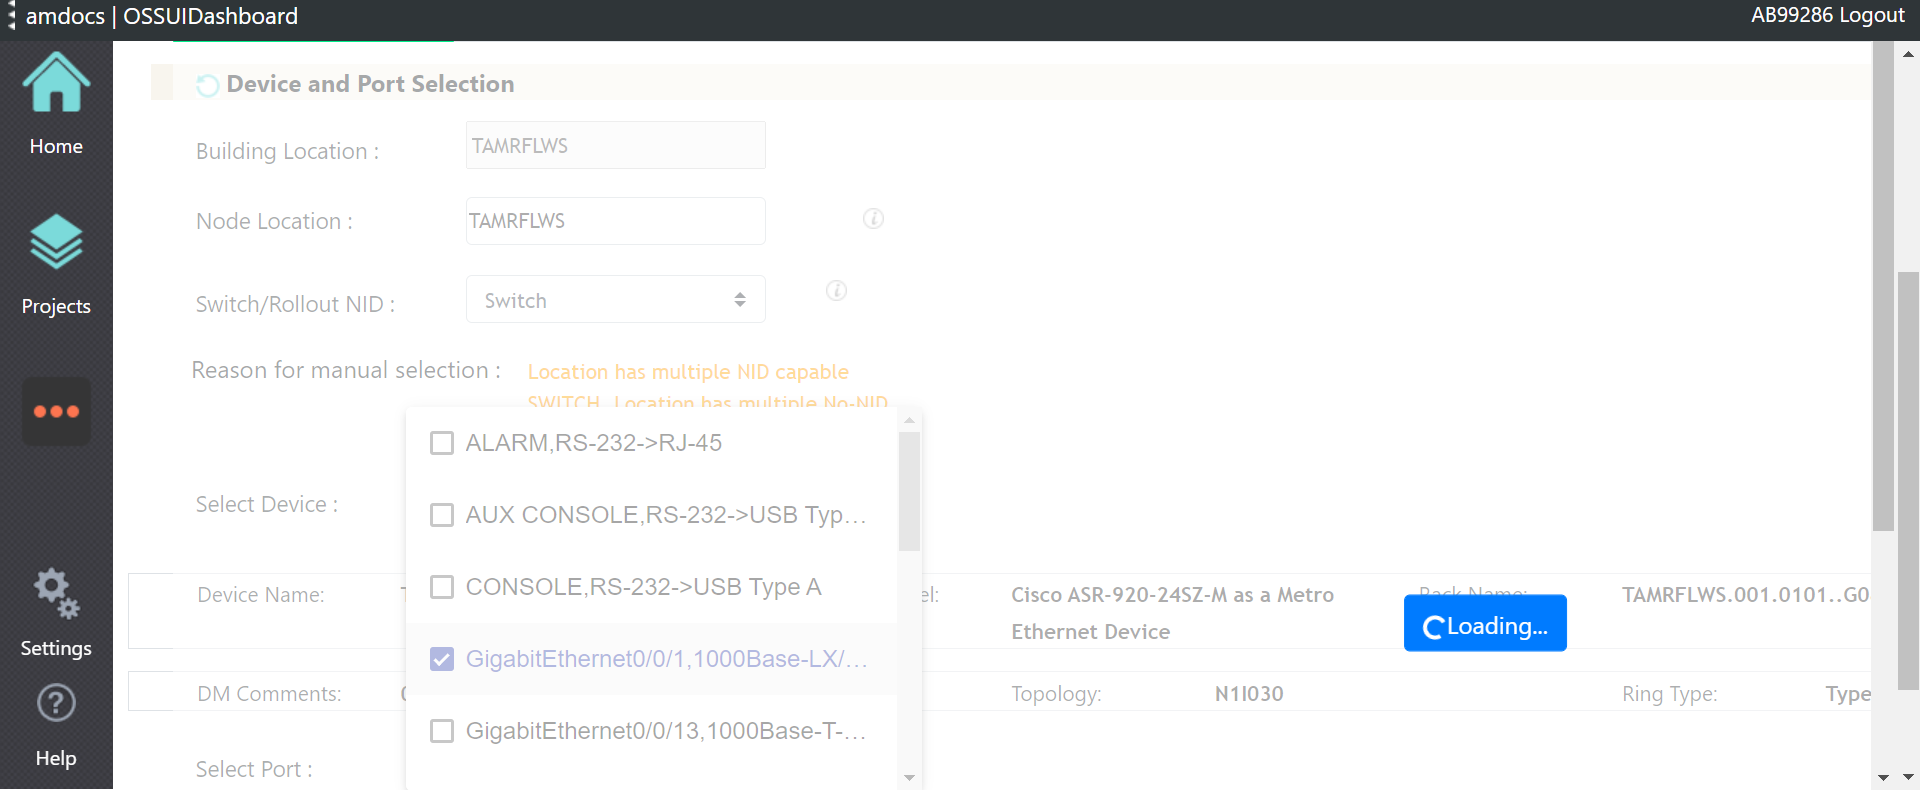 amdocs | OSSUIDashboard
AB99286 Logout
Home
Projects
Settings
Help
Device and Port Selection
Building Location :
TAMRFLWS
Node Location :
TAMRFLWS
Switch/Rollout NID :
Switch
Reason for manual selection :
Location has multiple NID capable
SWITCH, Location has multiple No-NID
Select Device :
ALARM,RS-232->RJ-45
AUX CONSOLE,RS-232->USB Typ...
CONSOLE,RS-232->USB Type A
GigabitEthernet0/0/1,1000Base-LX/...
GigabitEthernet0/0/13,1000Base-T-...
Device Name:
el:
Cisco ASR-920-24SZ-M as a Metro
Ethernet Device
Rack Name:
TAMRFLWS.001.0101..G0
Loading...
DM Comments:
Topology:
N1I030
Ring Type:
Type
Select Port :